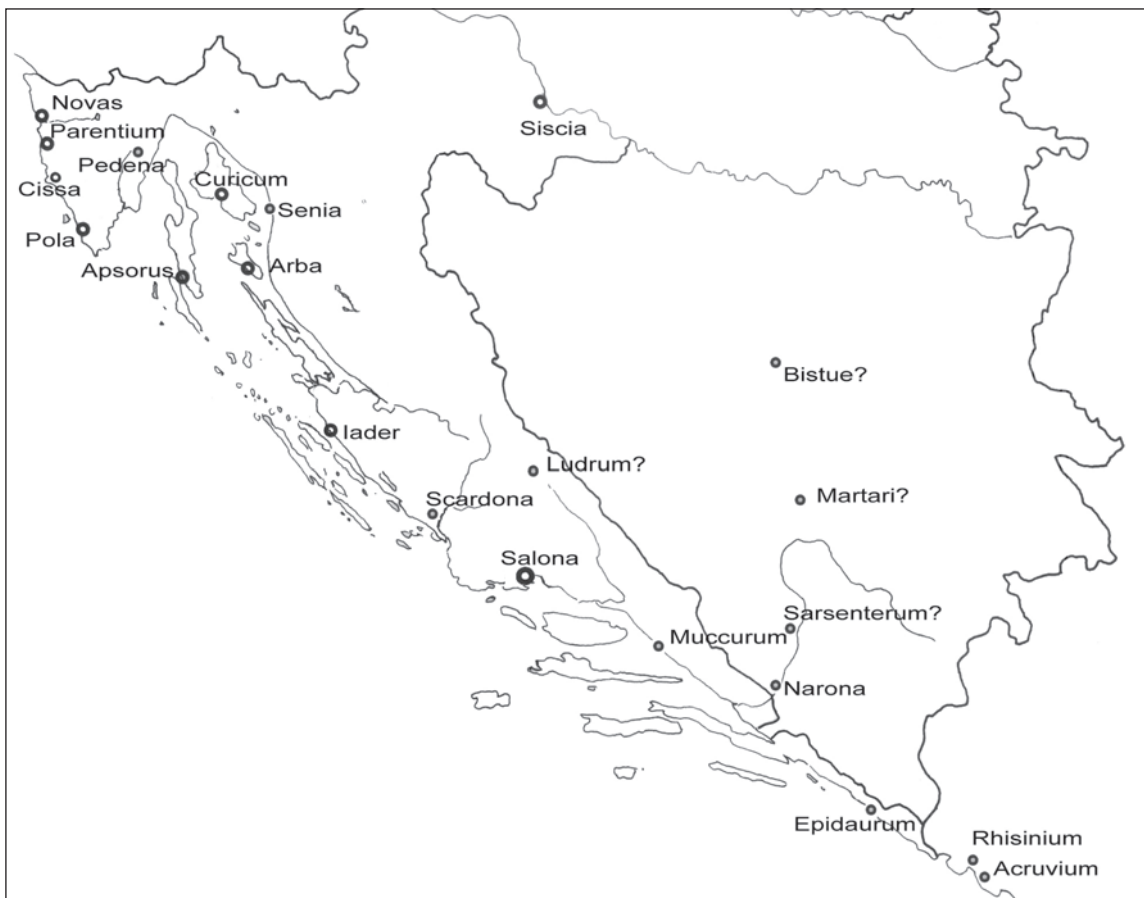 Novas
Parentium
Siscia
Pedena
Cissa
Curicum
Senia
Pola
Apsorus
Arba
Bistue?
Iader
Ludrum?
Scardona
Martari?
Salona
Sarsenterum?
Muccurum
Narona
Epidaurum
Rhisinium
Acruvium